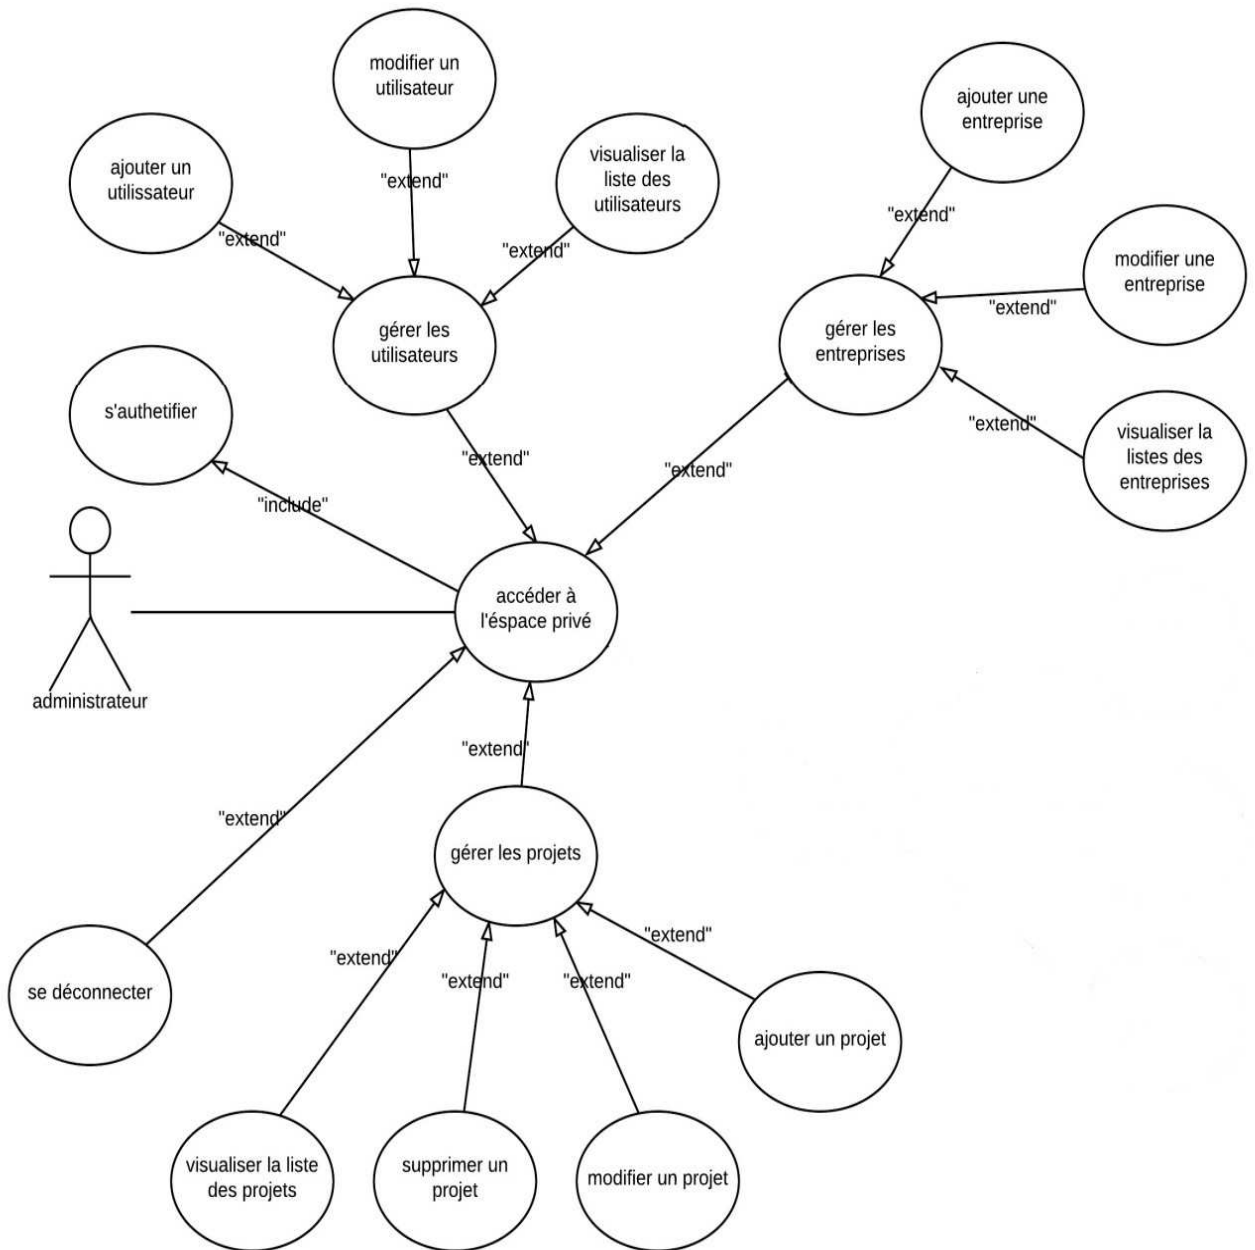 modifier un
utilisateur
ajouter une
entreprise
ajouter un
utilissateur
visualiser la
liste des
utilisateurs
"extend"
"extend"
"extend"
"extend"
modifier une
entreprise
"extend"
gérer les
utilisateurs
gérer les
entreprises
s'authetifier
"extend"
visualiser la
listes des
entreprises
"extend"
"extend"
"include"
accéder à
l'éspace privé
administrateur
"extend"
"extend"
gérer les projets
"extend"
"extend"
"extend"
"extend"
se déconnecter
ajouter un projet
visualiser la liste
des projets
supprimer un
projet
modifier un projet